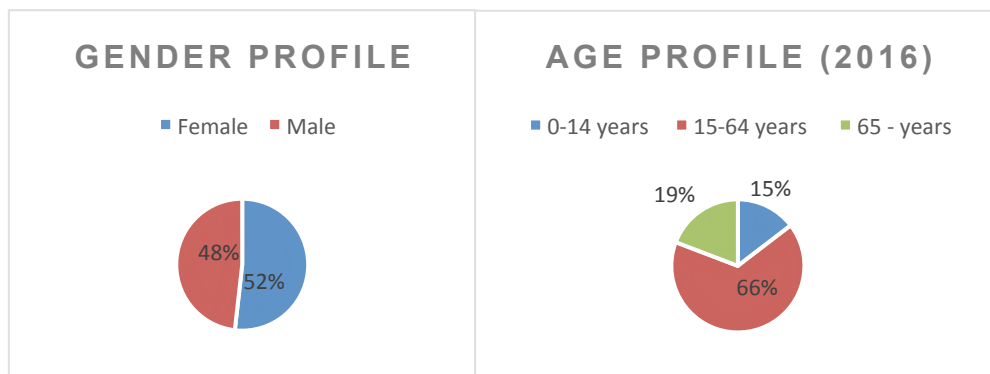 GENDER PROFILE
Female Male
48%
52%
AGE PROFILE (2016)
0-14 years 15-64 years 65 - years
19%
15%
66%